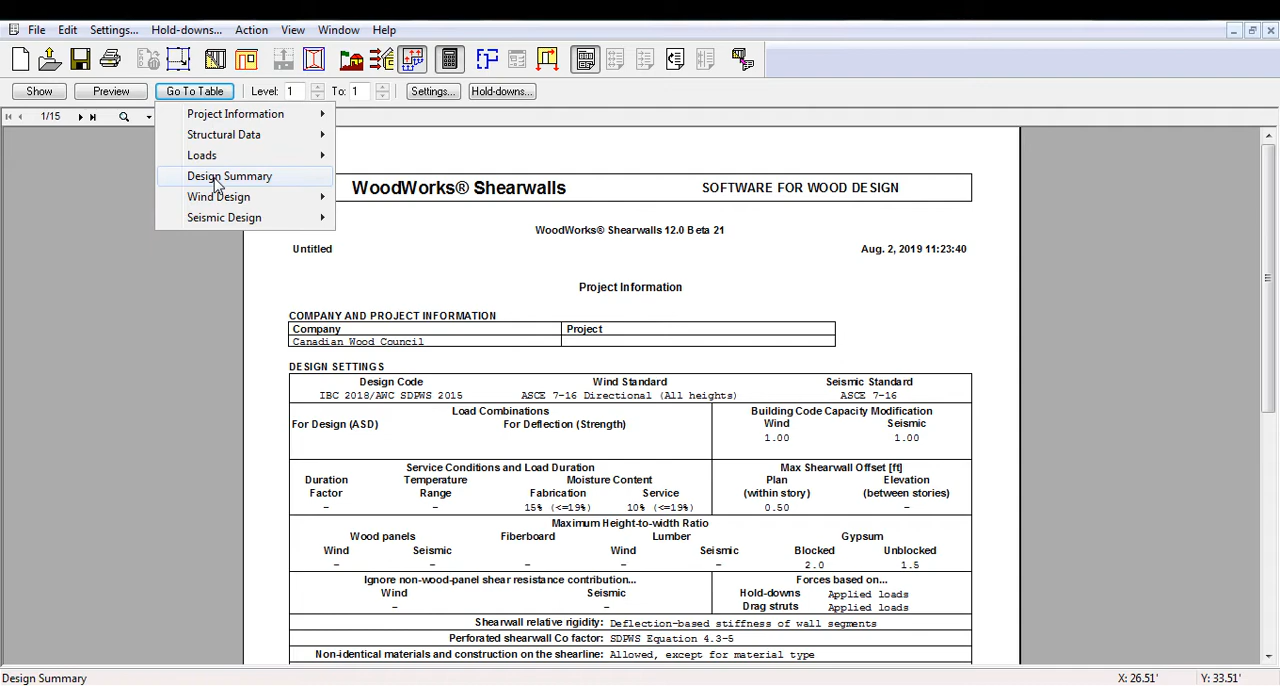 File Edit Settings... Hold-downs... Action View Window Help
Show Preview Go To Table Level: 1 To: 1 Settings... Hold-downs...
1/15
Project Information
Structural Data
Loads
Design Summary
Wind Design
Seismic Design
WoodWorks® Shearwalls SOFTWARE FOR WOOD DESIGN
WoodWorks® Shearwalls 12.0 Beta 21
Untitled Aug. 2, 2019 11:23:40
Project Information
COMPANY AND PROJECT INFORMATION
Company Project
Canadian Wood Council
DESIGN SETTINGS
Design Code Wind Standard Seismic Standard
IBC 2018/AWC SDPWS 2015 ASCE 7-16 Directional (All heights) ASCE 7-16
Load Combinations Building Code Capacity Modification
For Design (ASD) For Deflection (Strength) Wind Seismic
1.00 1.00
Service Conditions and Load Duration Max Shearwall Offset [ft]
Duration Temperature Moisture Content Plan Elevation
Factor Range Fabrication Service (within story) (between stories)
- - 15% (<=19%) 10% (<=19%) 0.50 -
Maximum Height-to-width Ratio
Wood panels Fiberboard Lumber Gypsum
Wind Seismic Wind Seismic Blocked Unblocked
- - - - - 2.0 1.5
Ignore non-wood-panel shear resistance contribution... Forces based on...
Wind Seismic Hold-downs Applied loads
- - Drag struts Applied loads
Shearwall relative rigidity: Deflection-based stiffness of wall segments
Perforated shearwall Co factor: SDPWS Equation 4.3-5
Non-identical materials and construction on the shearline: Allowed, except for material type
Design Summary X: 26.51' Y: 33.51'